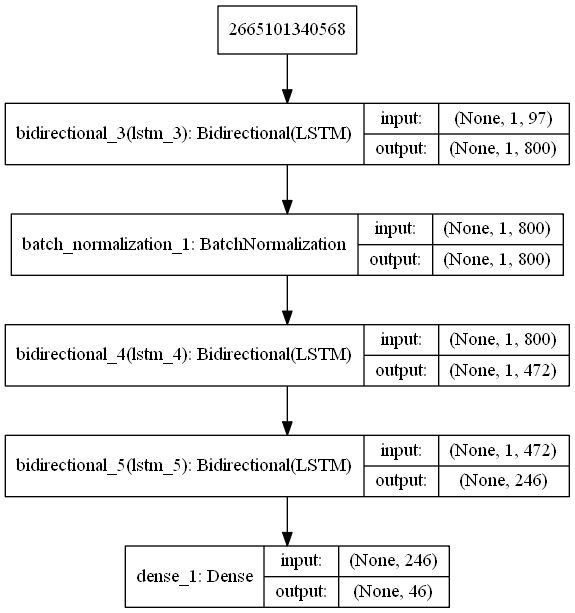 2665101340568
bidirectional_3(lstm_3): Bidirectional(LSTM)
input: (None, 1, 97)
output: (None, 1, 800)
batch_normalization_1: BatchNormalization
input: (None, 1, 800)
output: (None, 1, 800)
bidirectional_4(lstm_4): Bidirectional(LSTM)
input: (None, 1, 800)
output: (None, 1, 472)
bidirectional_5(lstm_5): Bidirectional(LSTM)
input: (None, 1, 472)
output: (None, 246)
dense_1: Dense
input: (None, 246)
output: (None, 46)